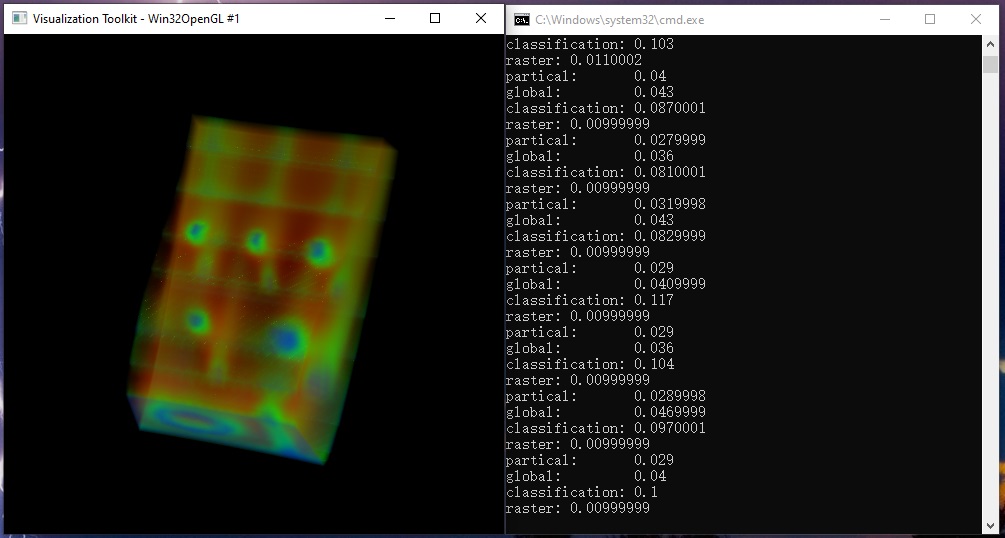 Visualization Toolkit - Win32OpenGL #1
C:\Windows\system32\cmd.exe
classification: 0.103
raster: 0.0110002
partical: 0.04
global: 0.043
classification: 0.0870001
raster: 0.00999999
partical: 0.0279999
global: 0.036
classification: 0.0810001
raster: 0.00999999
partical: 0.0319998
global: 0.043
classification: 0.0829999
raster: 0.00999999
partical: 0.029
global: 0.0409999
classification: 0.117
raster: 0.00999999
partical: 0.029
global: 0.036
classification: 0.104
raster: 0.00999999
partical: 0.0289998
global: 0.0469999
classification: 0.0970001
raster: 0.00999999
partical: 0.029
global: 0.04
classification: 0.1
raster: 0.00999999